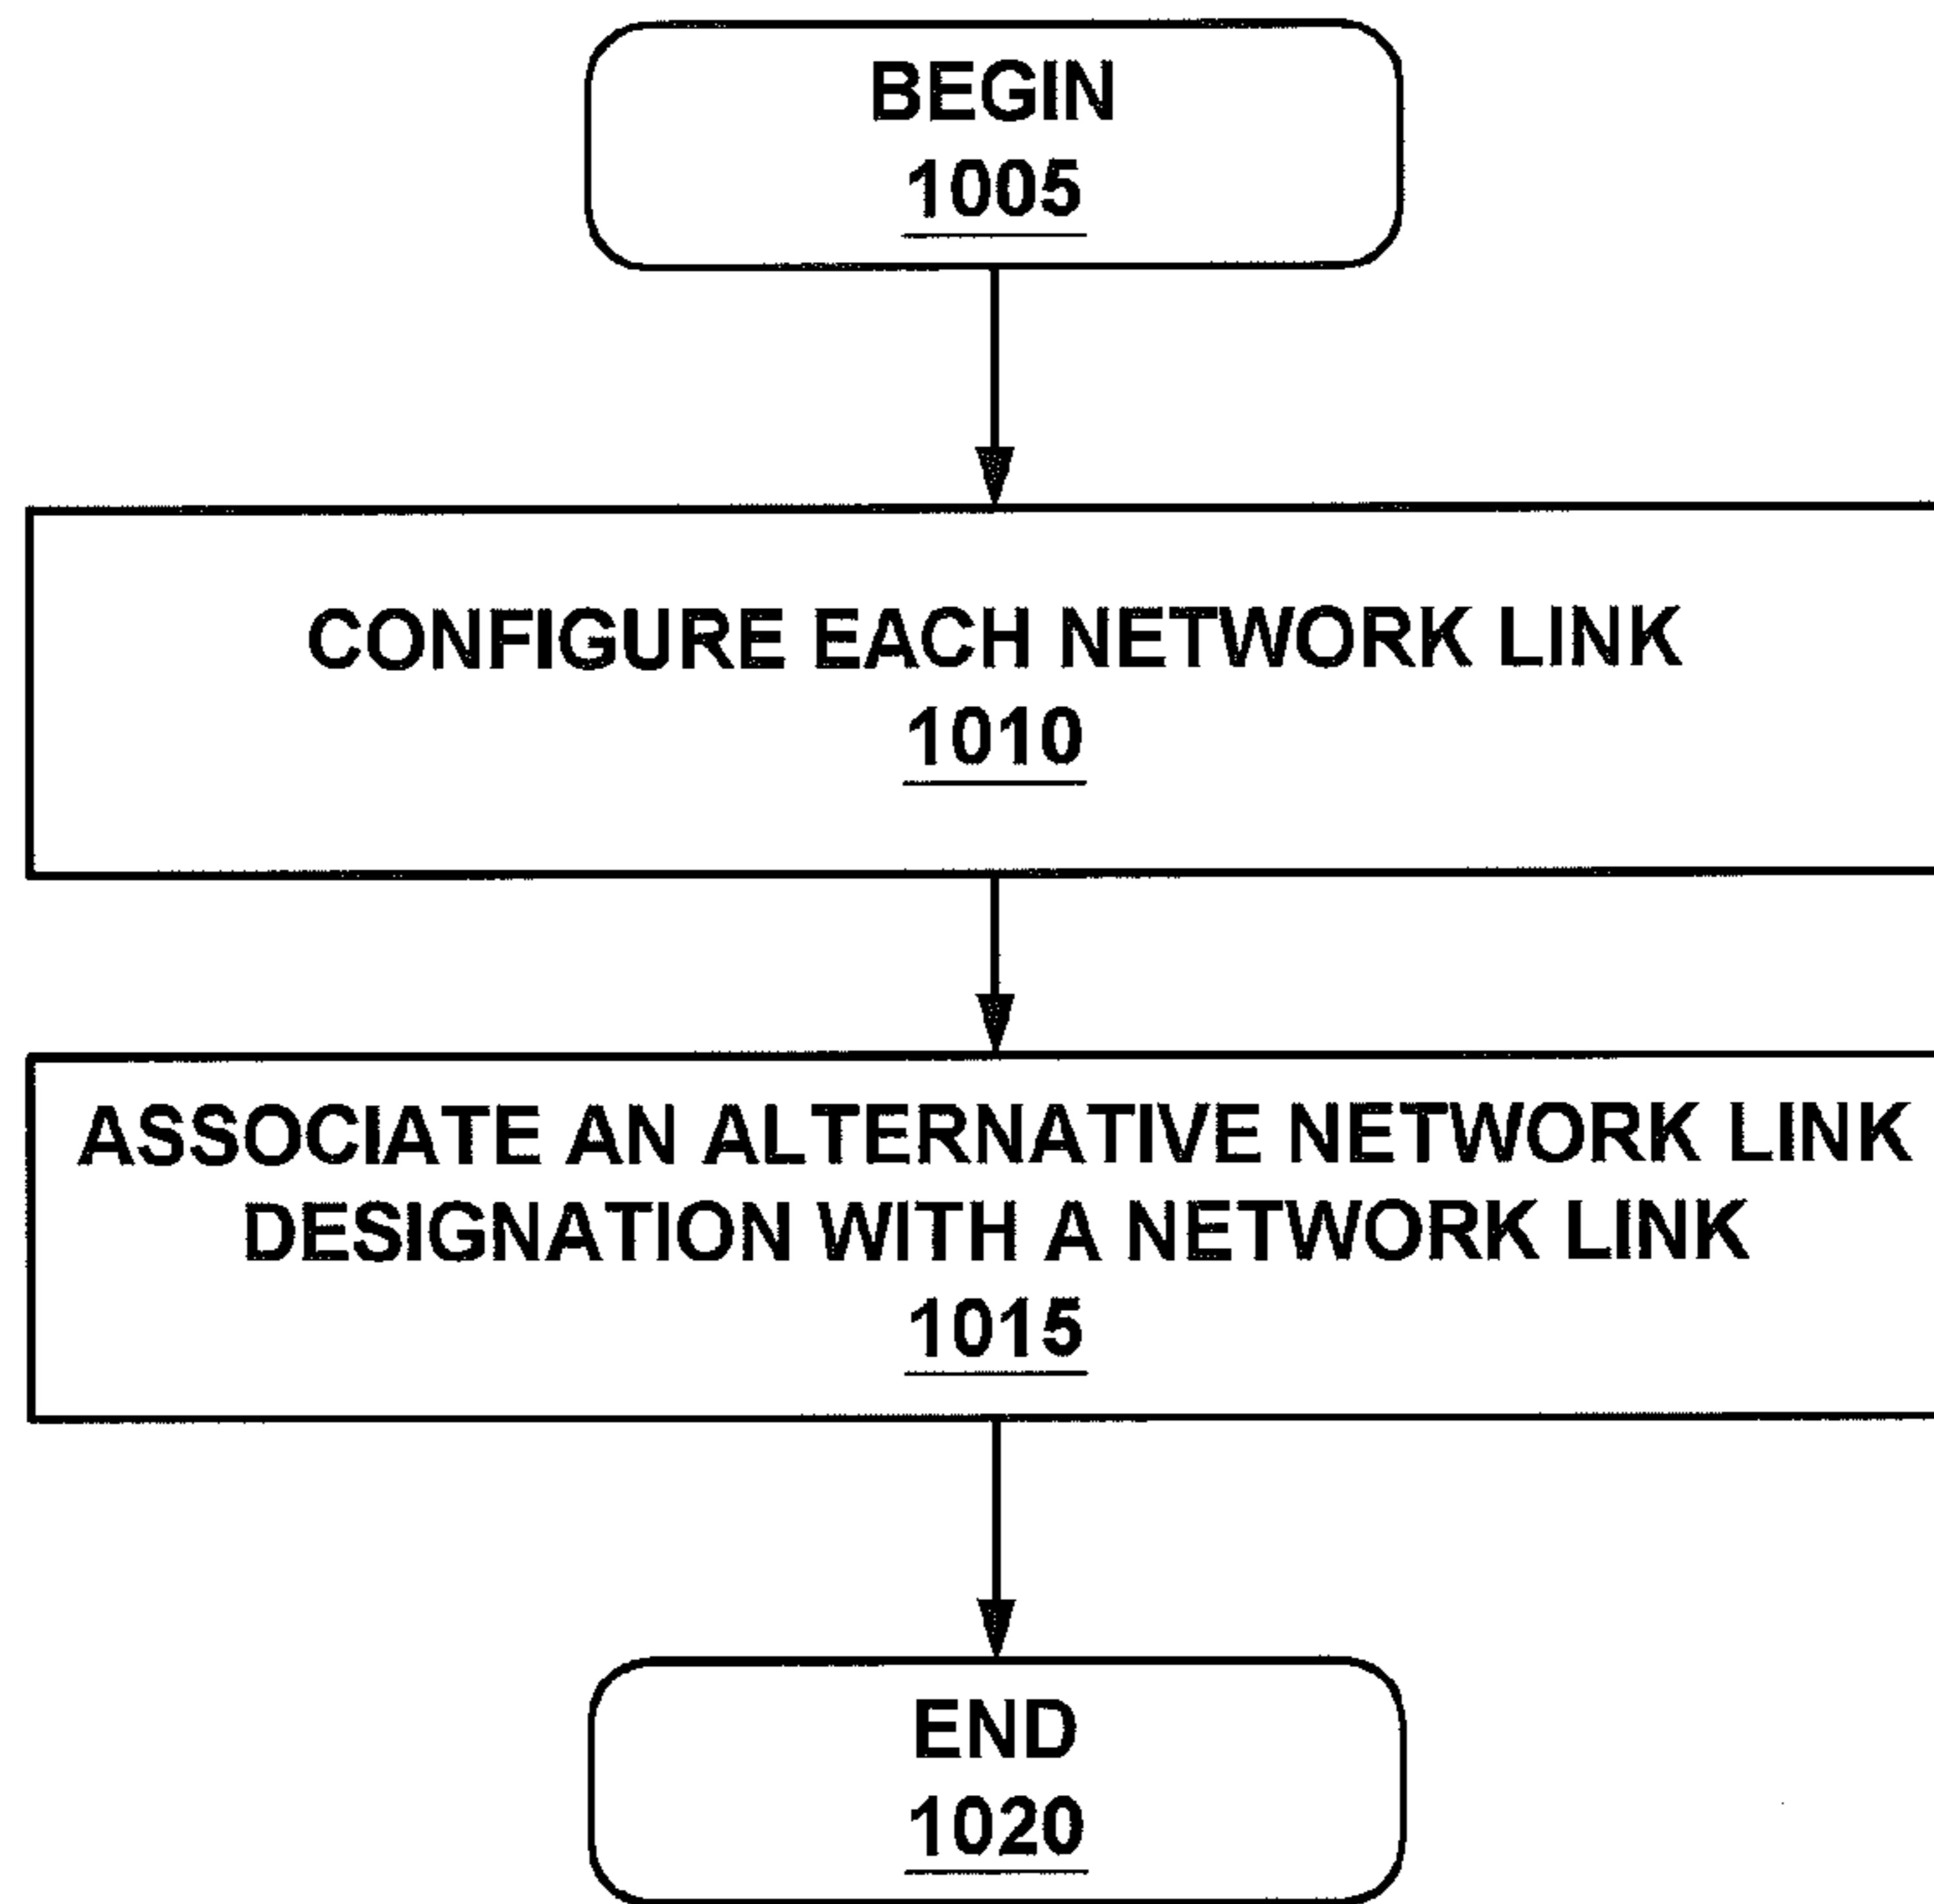 BEGIN
1005
CONFIGURE EACH NETWORK LINK
1010
ASSOCIATE AN ALTERNATIVE NETWORK LINK
DESIGNATION WITH A NETWORK LINK
1015
END
1020